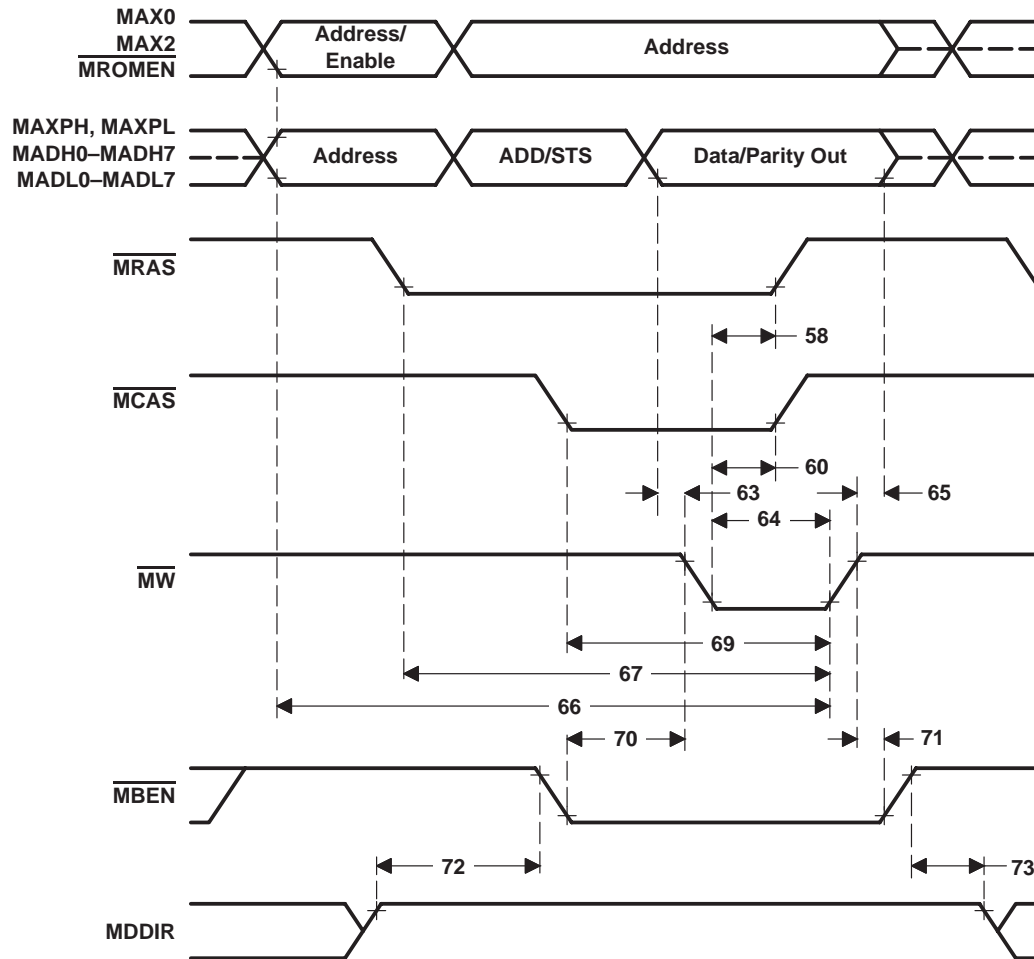 MAX0
MAX2
MROMEN
Address/
Enable
Address
MAXPH, MAXPL
MADH0–MADH7
MADL0–MADL7
Address
ADD/STS
Data/Parity Out
MRAS
58
MCAS
60
63
65
64
MW
69
67
66
70
71
MBEN
72
73
MDDIR